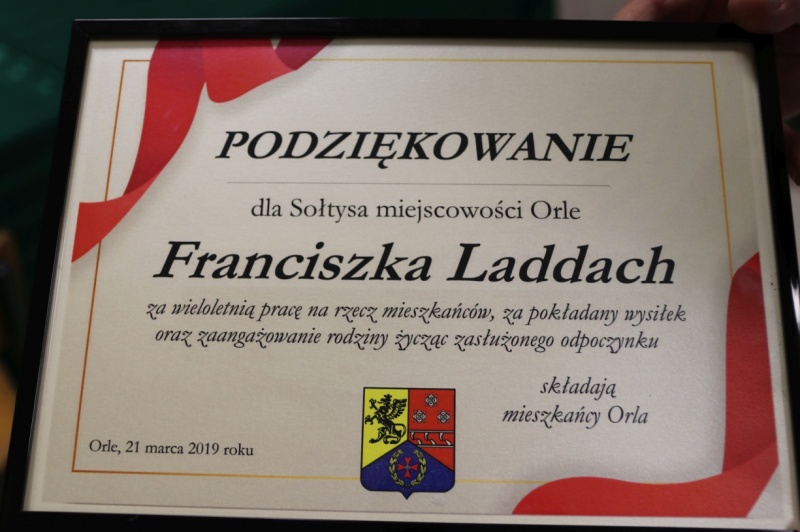 PODZIĘKOWANIE
dla Sołtysa miejscowości Orle
Franciszka Laddach
za wieloletnią pracę na rzecz mieszkańców, za pokładany wysiłek
oraz zaangażowanie rodziny życząc zasłużonego odpoczynku
składają
mieszkańcy Orla
Orle, 21 marca 2019 roku